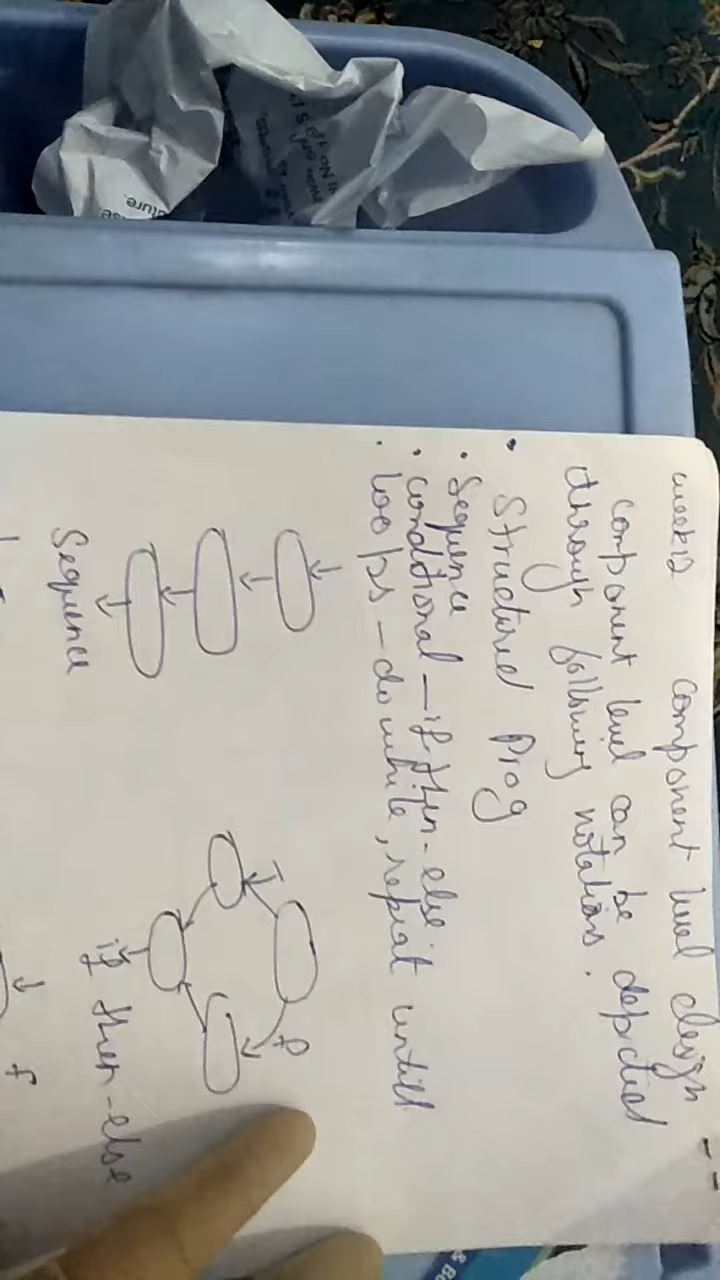 week12 component level design
component level can be depicted
through following notations.
• Structured Prog
• Sequence
• conditional - if then-else
• loops - do while, repeat untill
T
f
Sequence
if then-else
f